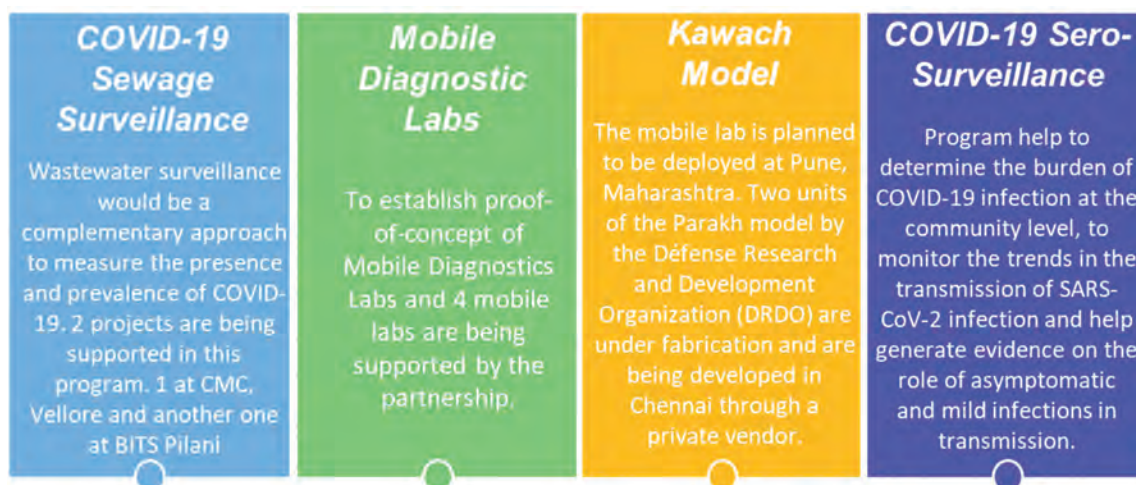 COVID-19
Sewage
Surveillance
Wastewater surveillance
would be a
complementary approach
to measure the presence
and prevalence of COVID-
19. 2 projects are being
supported in this
program. 1 at CMC,
Vellore and another one
at BITS Pilani
Mobile
Diagnostic
Labs
To establish proof-
of-concept of
Mobile Diagnostics
Labs and 4 mobile
labs are being
supported by the
partnership.
Kawach
Model
The mobile lab is planned
to be deployed at Pune,
Maharashtra. Two units
of the Parakh model by
the Défense Research
and Development
Organization (DRDO) are
under fabrication and are
being developed in
Chennai through a
private vendor.
COVID-19 Sero-
Surveillance
Program help to
determine the burden of
COVID-19 infection at the
community level, to
monitor the trends in the
transmission of SARS-
CoV-2 infection and help
generate evidence on the
role of asymptomatic
and mild infections in
transmission.